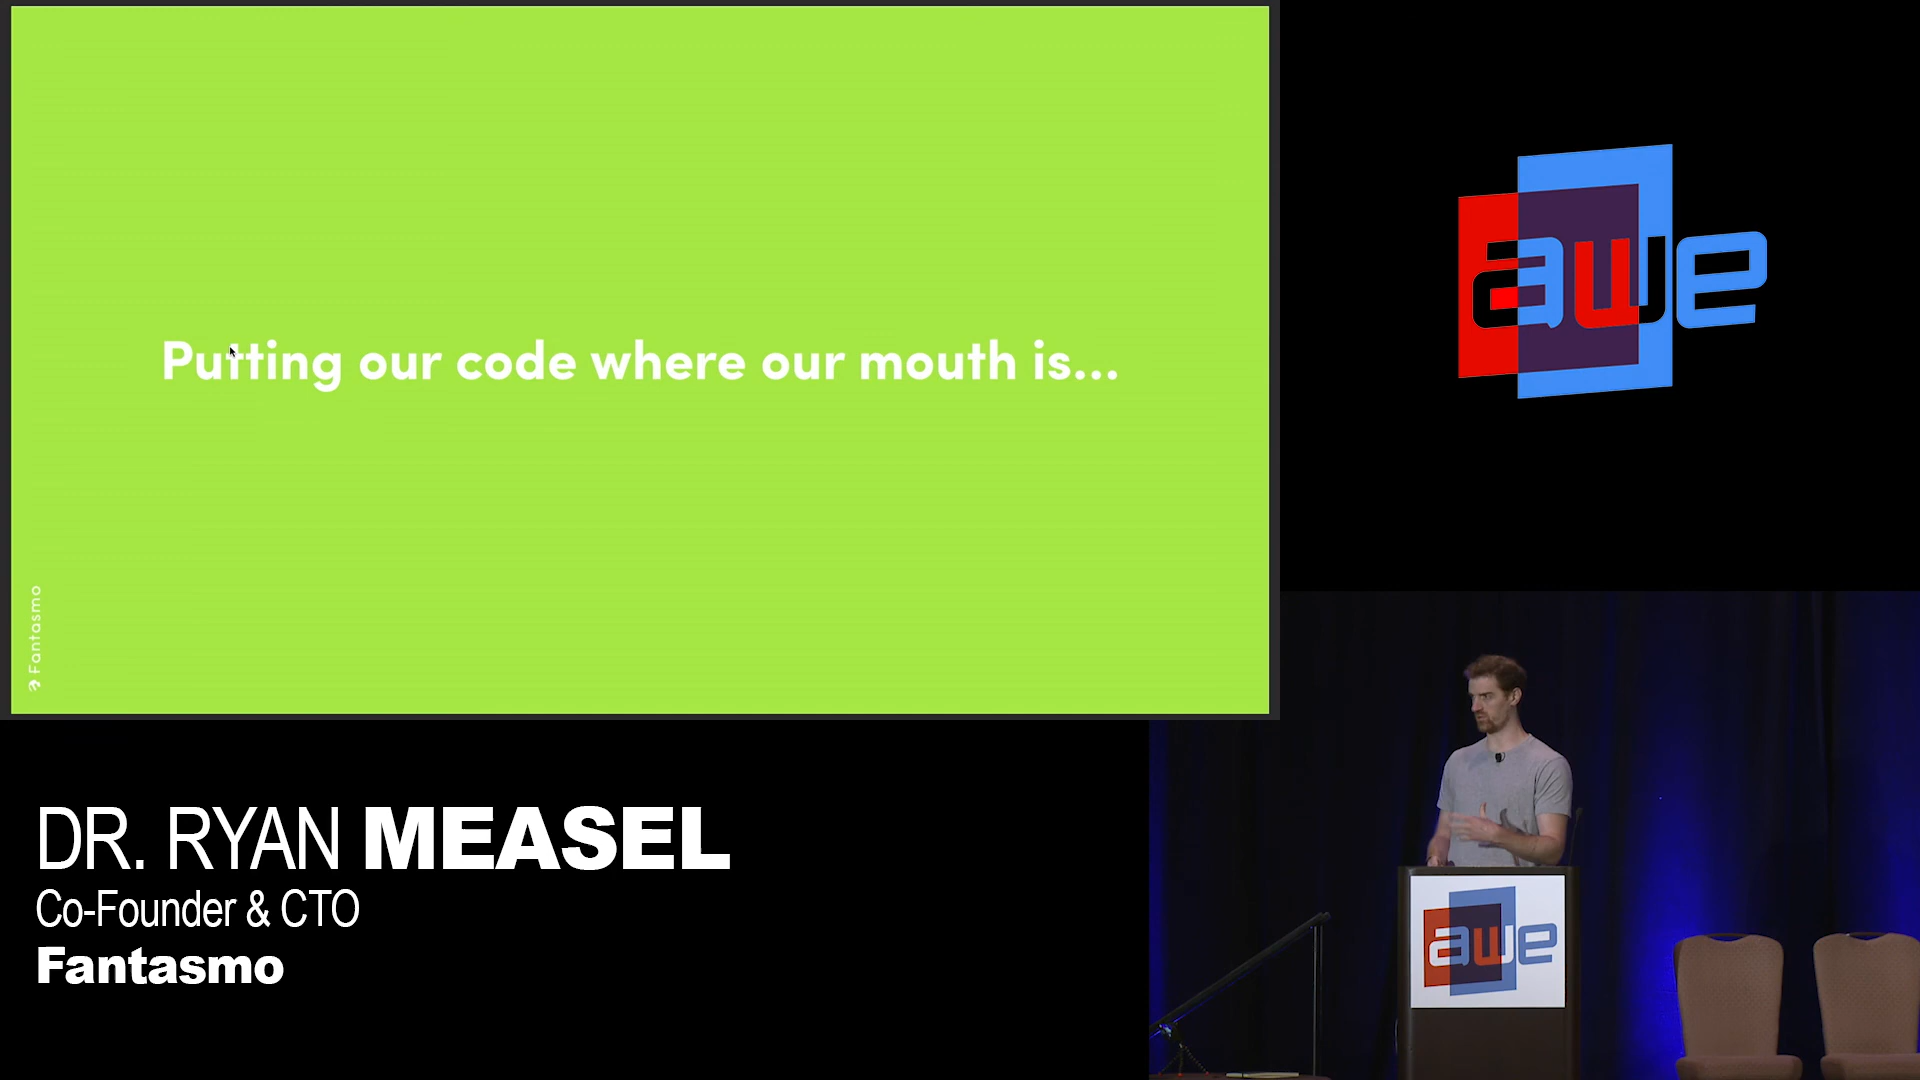 Putting our code where our mouth is...
Fantasmo
awe
DR. RYAN MEASEL
Co-Founder & CTO
Fantasmo
awe